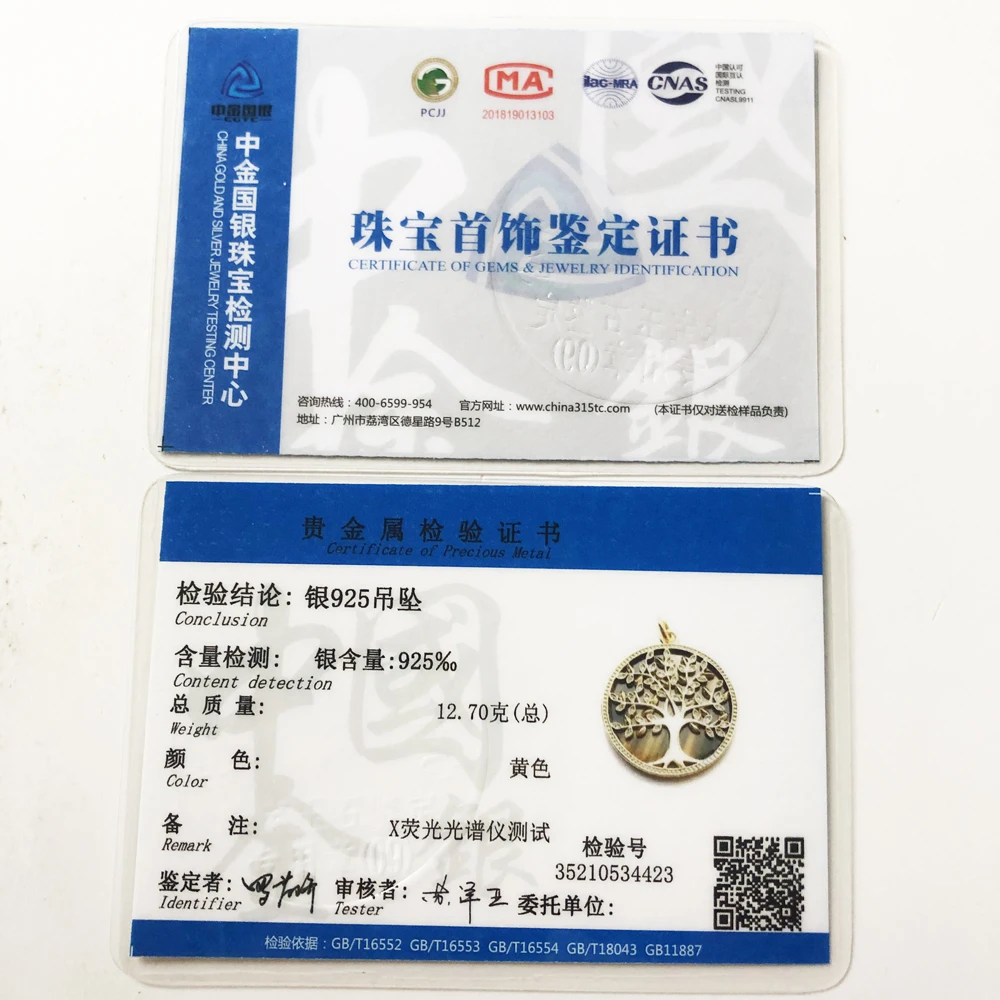 中金国银
CGTC
中金国银珠宝检测中心
CHINA GOLD AND SILVER JEWELRY TESTING CENTER
PCJJ
MA
201819013103
ilac-MRA
CNAS
中国认可
国际互认
检测
TESTING
CNASL9911
珠宝首饰鉴定证书
CERTIFICATE OF GEMS & JEWELRY IDENTIFICATION
(09)
中國金銀
咨询热线：400-6599-954 官方网址：www.china315tc.com (本证书仅对送检样品负责)
地址：广州市荔湾区德星路9号B512
贵金属检验证书
Certificate of Precious Metal
检验结论: 银925吊坠
Conclusion
含量检测: 银含量:925‰
Content detection
总质量: 12.70克(总)
Weight
颜色: 黄色
Color
备注: X荧光光谱仪测试
Remark
检验号
35210534423
鉴定者: 审核者: 委托单位:
Identifier Tester
检验依据：GB/T16552 GB/T16553 GB/T16554 GB/T18043 GB11887